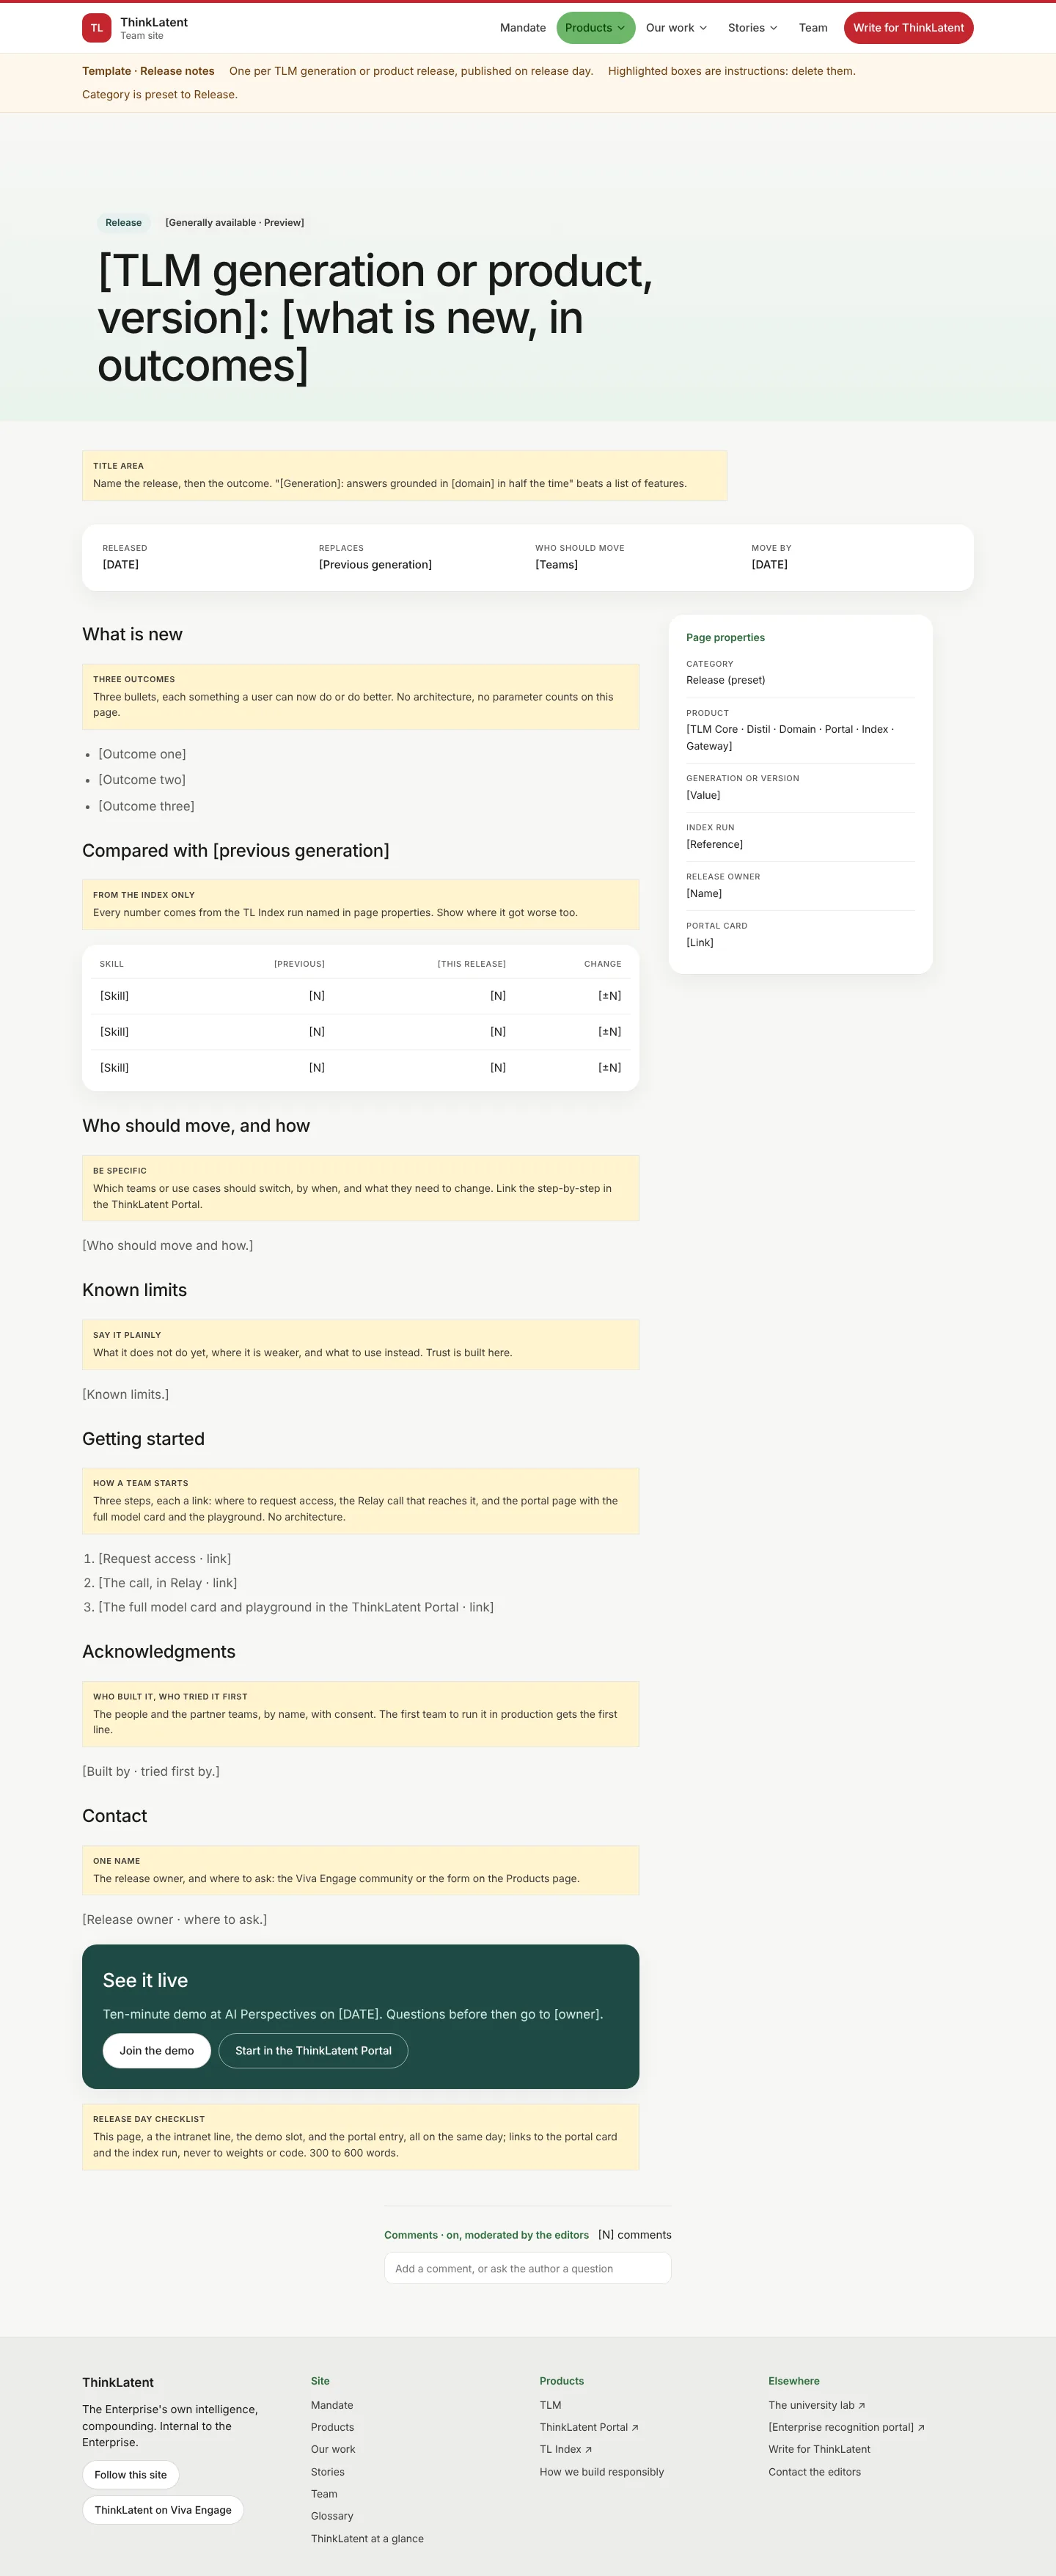 TL
ThinkLatent
Team site
Mandate
Products
Our work
Stories
Team
Write for ThinkLatent
Template · Release notes One per TLM generation or product release, published on release day. Highlighted boxes are instructions: delete them.
Category is preset to Release.
Release [Generally available · Preview]
[TLM generation or product,
version]: [what is new, in
outcomes]
TITLE AREA
Name the release, then the outcome. "[Generation]: answers grounded in [domain] in half the time" beats a list of features.
RELEASED
[DATE]
REPLACES
[Previous generation]
WHO SHOULD MOVE
[Teams]
MOVE BY
[DATE]
What is new
THREE OUTCOMES
Three bullets, each something a user can now do or do better. No architecture, no parameter counts on this
page.
• [Outcome one]
• [Outcome two]
• [Outcome three]
Compared with [previous generation]
FROM THE INDEX ONLY
Every number comes from the TL Index run named in page properties. Show where it got worse too.
SKILL [PREVIOUS] [THIS RELEASE] CHANGE
[Skill] [N] [N] [±N]
[Skill] [N] [N] [±N]
[Skill] [N] [N] [±N]
Who should move, and how
BE SPECIFIC
Which teams or use cases should switch, by when, and what they need to change. Link the step-by-step in
the ThinkLatent Portal.
[Who should move and how.]
Known limits
SAY IT PLAINLY
What it does not do yet, where it is weaker, and what to use instead. Trust is built here.
[Known limits.]
Getting started
HOW A TEAM STARTS
Three steps, each a link: where to request access, the Relay call that reaches it, and the portal page with the
full model card and the playground. No architecture.
1. [Request access · link]
2. [The call, in Relay · link]
3. [The full model card and playground in the ThinkLatent Portal · link]
Acknowledgments
WHO BUILT IT, WHO TRIED IT FIRST
The people and the partner teams, by name, with consent. The first team to run it in production gets the first
line.
[Built by · tried first by.]
Contact
ONE NAME
The release owner, and where to ask: the Viva Engage community or the form on the Products page.
[Release owner · where to ask.]
See it live
Ten-minute demo at AI Perspectives on [DATE]. Questions before then go to [owner].
Join the demo
Start in the ThinkLatent Portal
RELEASE DAY CHECKLIST
This page, a the intranet line, the demo slot, and the portal entry, all on the same day; links to the portal card
and the index run, never to weights or code. 300 to 600 words.
Page properties
CATEGORY
Release (preset)
PRODUCT
[TLM Core · Distil · Domain · Portal · Index ·
Gateway]
GENERATION OR VERSION
[Value]
INDEX RUN
[Reference]
RELEASE OWNER
[Name]
PORTAL CARD
[Link]
Comments · on, moderated by the editors [N] comments
Add a comment, or ask the author a question
ThinkLatent
The Enterprise's own intelligence,
compounding. Internal to the
Enterprise.
Follow this site
ThinkLatent on Viva Engage
Site
Mandate
Products
Our work
Stories
Team
Glossary
ThinkLatent at a glance
Products
TLM
ThinkLatent Portal ↗
TL Index ↗
How we build responsibly
Elsewhere
The university lab ↗
[Enterprise recognition portal] ↗
Write for ThinkLatent
Contact the editors